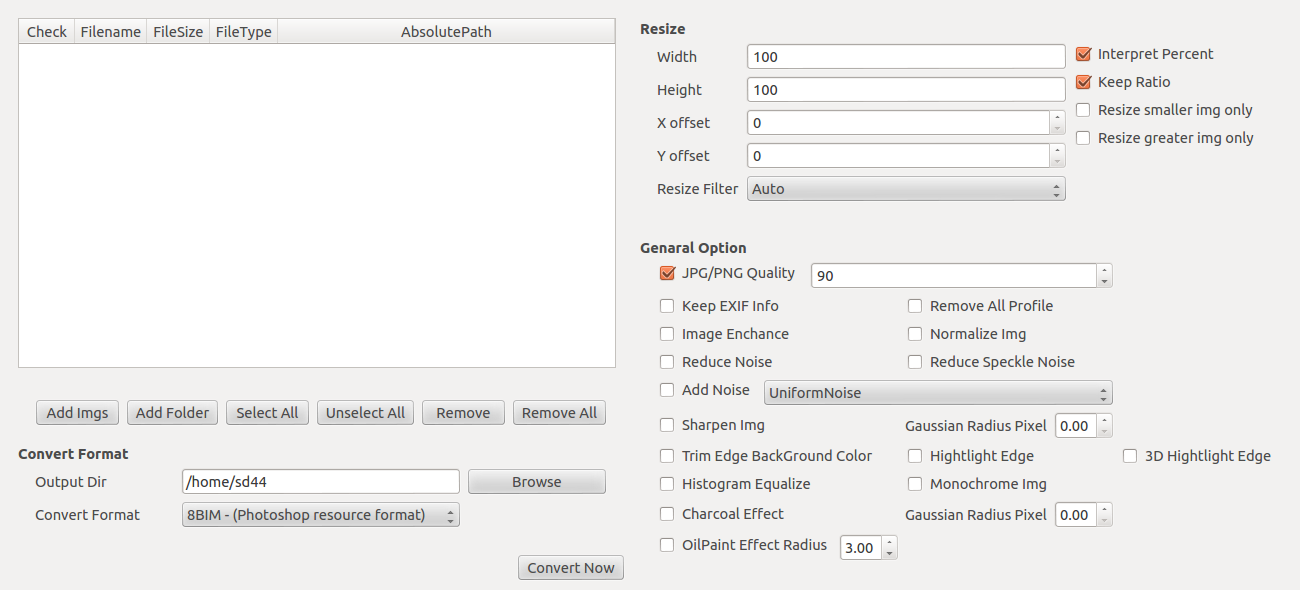 Check Filename FileSize FileType AbsolutePath
Add Imgs Add Folder Select All Unselect All Remove Remove All
Convert Format
Output Dir /home/sd44 Browse
Convert Format 8BIM - (Photoshop resource format)
Convert Now
Resize
Width 100 Interpret Percent
Height 100 Keep Ratio
X offset 0 Resize smaller img only
Y offset 0 Resize greater img only
Resize Filter Auto
Genaral Option
JPG/PNG Quality 90
Keep EXIF Info Remove All Profile
Image Enchance Normalize Img
Reduce Noise Reduce Speckle Noise
Add Noise UniformNoise
Sharpen Img Gaussian Radius Pixel 0.00
Trim Edge BackGround Color Hightlight Edge 3D Hightlight Edge
Histogram Equalize Monochrome Img
Charcoal Effect Gaussian Radius Pixel 0.00
OilPaint Effect Radius 3.00